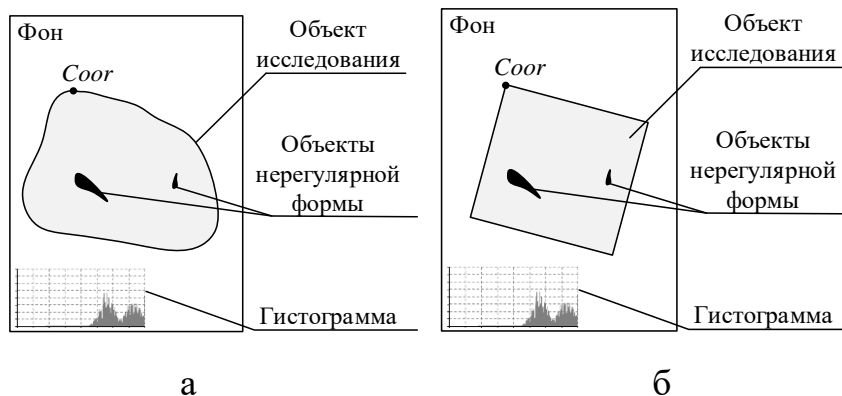 Фон
Coor
Объект
исследования
Объекты
нерегулярной
формы
Гистограмма
а
Фон
Coor
Объект
исследования
Объекты
нерегулярной
формы
Гистограмма
б